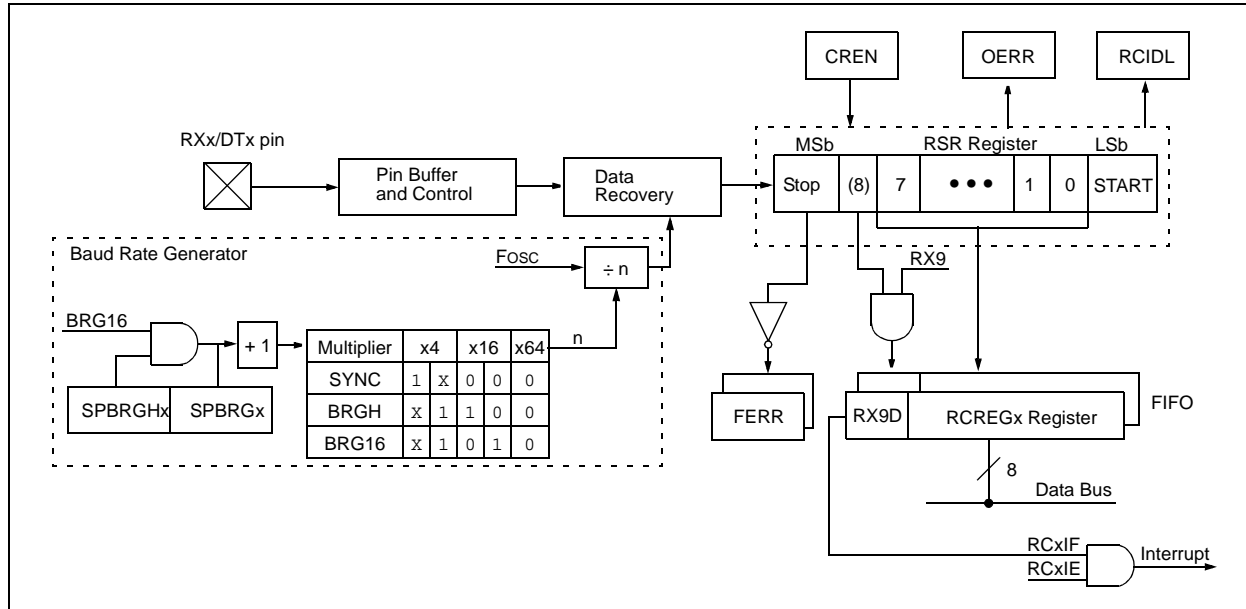 CREN
OERR
RCIDL
RXx/DTx pin
Pin Buffer
and Control
Data
Recovery
MSb
RSR Register
LSb
Stop (8) 7 ••• 1 0 START
Baud Rate Generator
FOSC
÷ n
n
RX9
BRG16
+ 1
SPBRGHx SPBRGx
Multiplier x4 x16 x64
SYNC 1 X 0 0 0
BRGH X 1 1 0 0
BRG16 X 1 0 1 0
FERR
RX9D RCREGx Register
FIFO
8
Data Bus
RCxIF
RCxIE
Interrupt